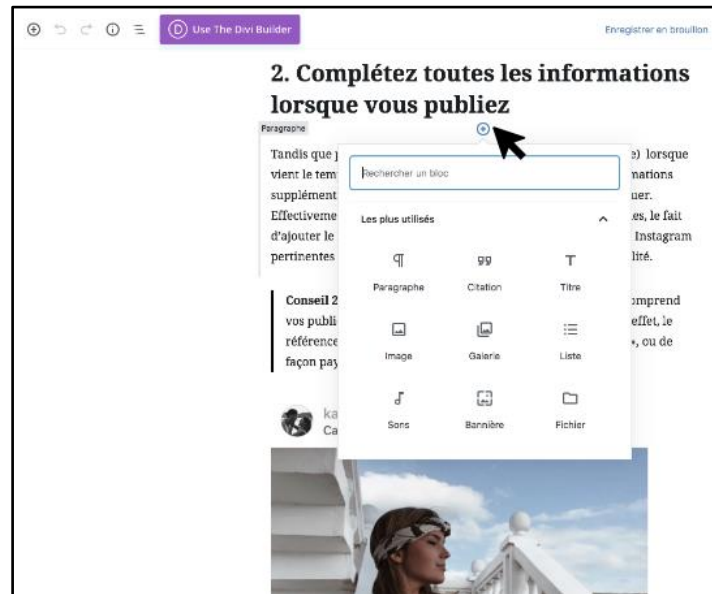 Use The Divi Builder
Enregistrer en brouillon
2. Complétez toutes les informations
lorsque vous publiez
Paragraphe
Tandis que e) lorsque
vient le tem mations
supplément uer.
Effectiveme es, le fait
d'ajouter le Instagram
pertinentes lité.
Rechercher un bloc
Les plus utilisés
Paragraphe Citation Titre
Image Galerie Liste
Sons Bannière Fichier
Conseil 2 omprend
vos publi effet, le
référence », ou de
façon pay
ka
Ca